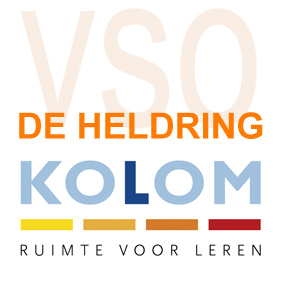 VSO
DE HELDRING
KOLOM
RUIMTE VOOR LEREN